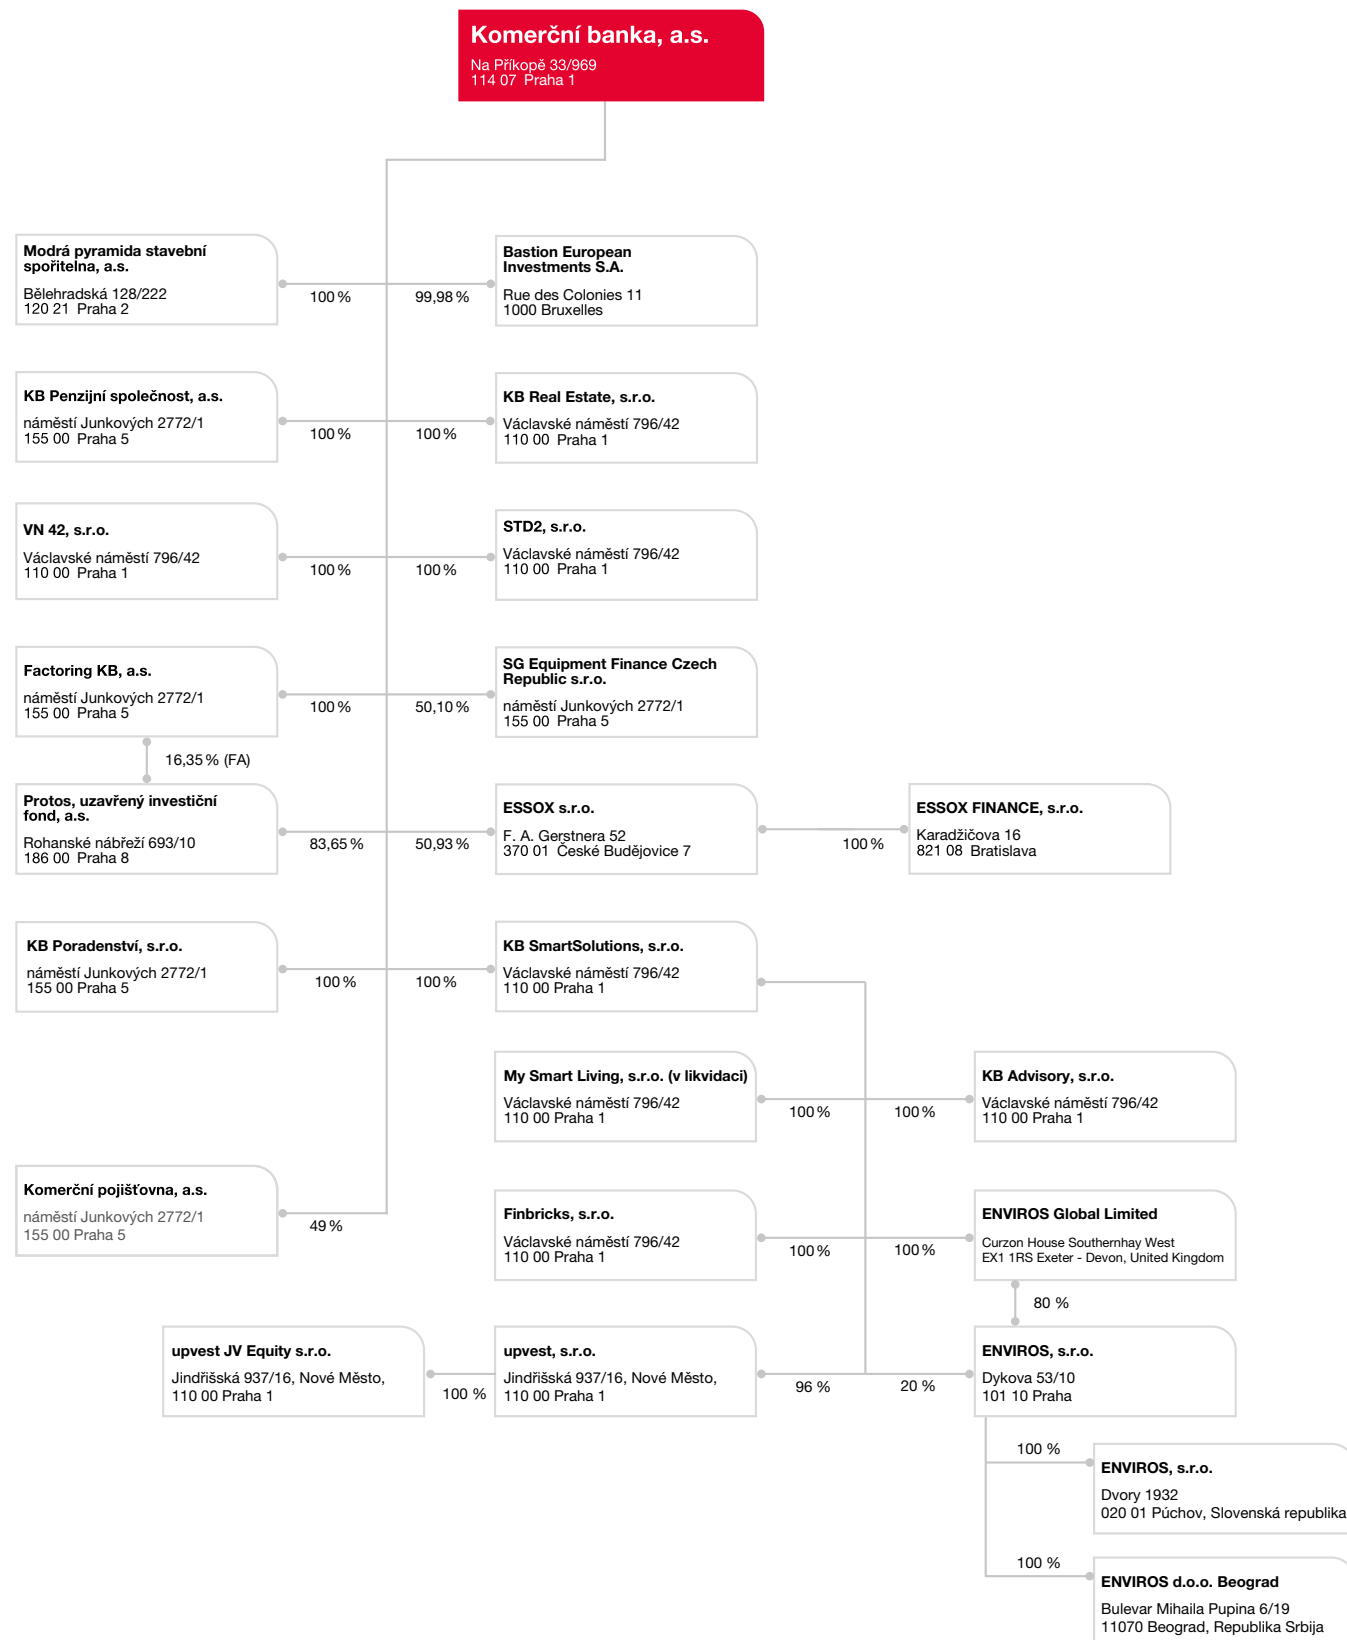 Komerční banka, a.s.
Na Příkopě 33/969
114 07 Praha 1
Modrá pyramida stavební
spořitelna, a.s.
Bělehradská 128/222
120 21 Praha 2
100 %
99,98 %
Bastion European
Investments S.A.
Rue des Colonies 11
1000 Bruxelles
KB Penzijní společnost, a.s.
náměstí Junkových 2772/1
155 00 Praha 5
100 %
100 %
KB Real Estate, s.r.o.
Václavské náměstí 796/42
110 00 Praha 1
VN 42, s.r.o.
Václavské náměstí 796/42
110 00 Praha 1
100 %
100 %
STD2, s.r.o.
Václavské náměstí 796/42
110 00 Praha 1
Factoring KB, a.s.
náměstí Junkových 2772/1
155 00 Praha 5
100 %
50,10 %
SG Equipment Finance Czech
Republic s.r.o.
náměstí Junkových 2772/1
155 00 Praha 5
16,35 % (FA)
Protos, uzavřený investiční
fond, a.s.
Rohanské nábřeží 693/10
186 00 Praha 8
83,65 %
50,93 %
ESSOX s.r.o.
F. A. Gerstnera 52
370 01 České Budějovice 7
100 %
ESSOX FINANCE, s.r.o.
Karadžičova 16
821 08 Bratislava
KB Poradenství, s.r.o.
náměstí Junkových 2772/1
155 00 Praha 5
100 %
100 %
KB SmartSolutions, s.r.o.
Václavské náměstí 796/42
110 00 Praha 1
My Smart Living, s.r.o. (v likvidaci)
Václavské náměstí 796/42
110 00 Praha 1
100 %
100 %
KB Advisory, s.r.o.
Václavské náměstí 796/42
110 00 Praha 1
Komerční pojišťovna, a.s.
náměstí Junkových 2772/1
155 00 Praha 5
49 %
Finbricks, s.r.o.
Václavské náměstí 796/42
110 00 Praha 1
100 %
100 %
ENVIROS Global Limited
Curzon House Southernhay West
EX1 1RS Exeter - Devon, United Kingdom
80 %
upvest JV Equity s.r.o.
Jindřišská 937/16, Nové Město,
110 00 Praha 1
100 %
upvest, s.r.o.
Jindřišská 937/16, Nové Město,
110 00 Praha 1
96 %
20 %
ENVIROS, s.r.o.
Dykova 53/10
101 10 Praha
100 %
ENVIROS, s.r.o.
Dvory 1932
020 01 Púchov, Slovenská republika
100 %
ENVIROS d.o.o. Beograd
Bulevar Mihaila Pupina 6/19
11070 Beograd, Republika Srbija